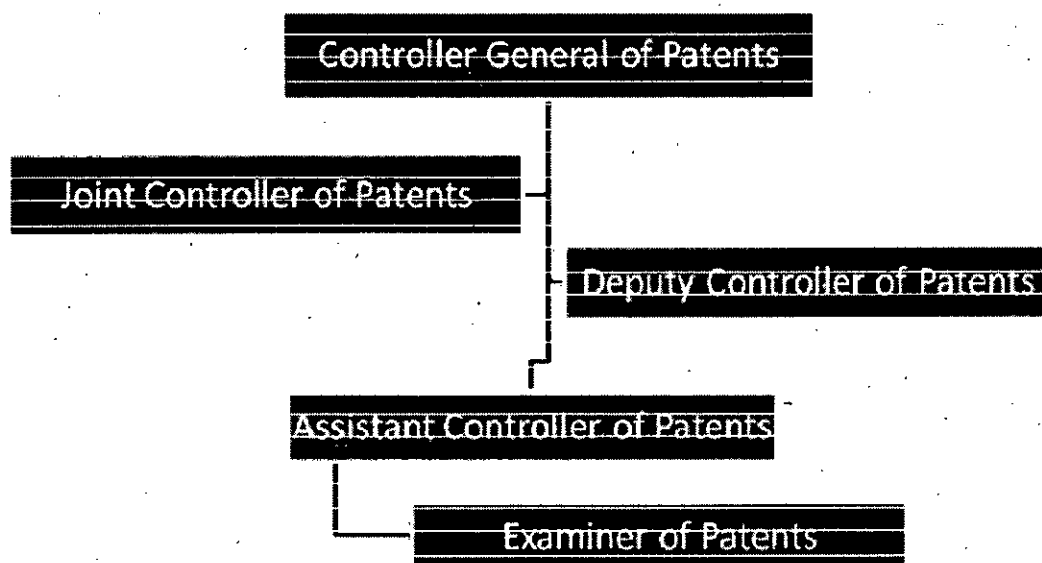 Controller General of Patents
Joint Controller of Patents
Deputy Controller of Patents
Assistant Controller of Patents
Examiner of Patents